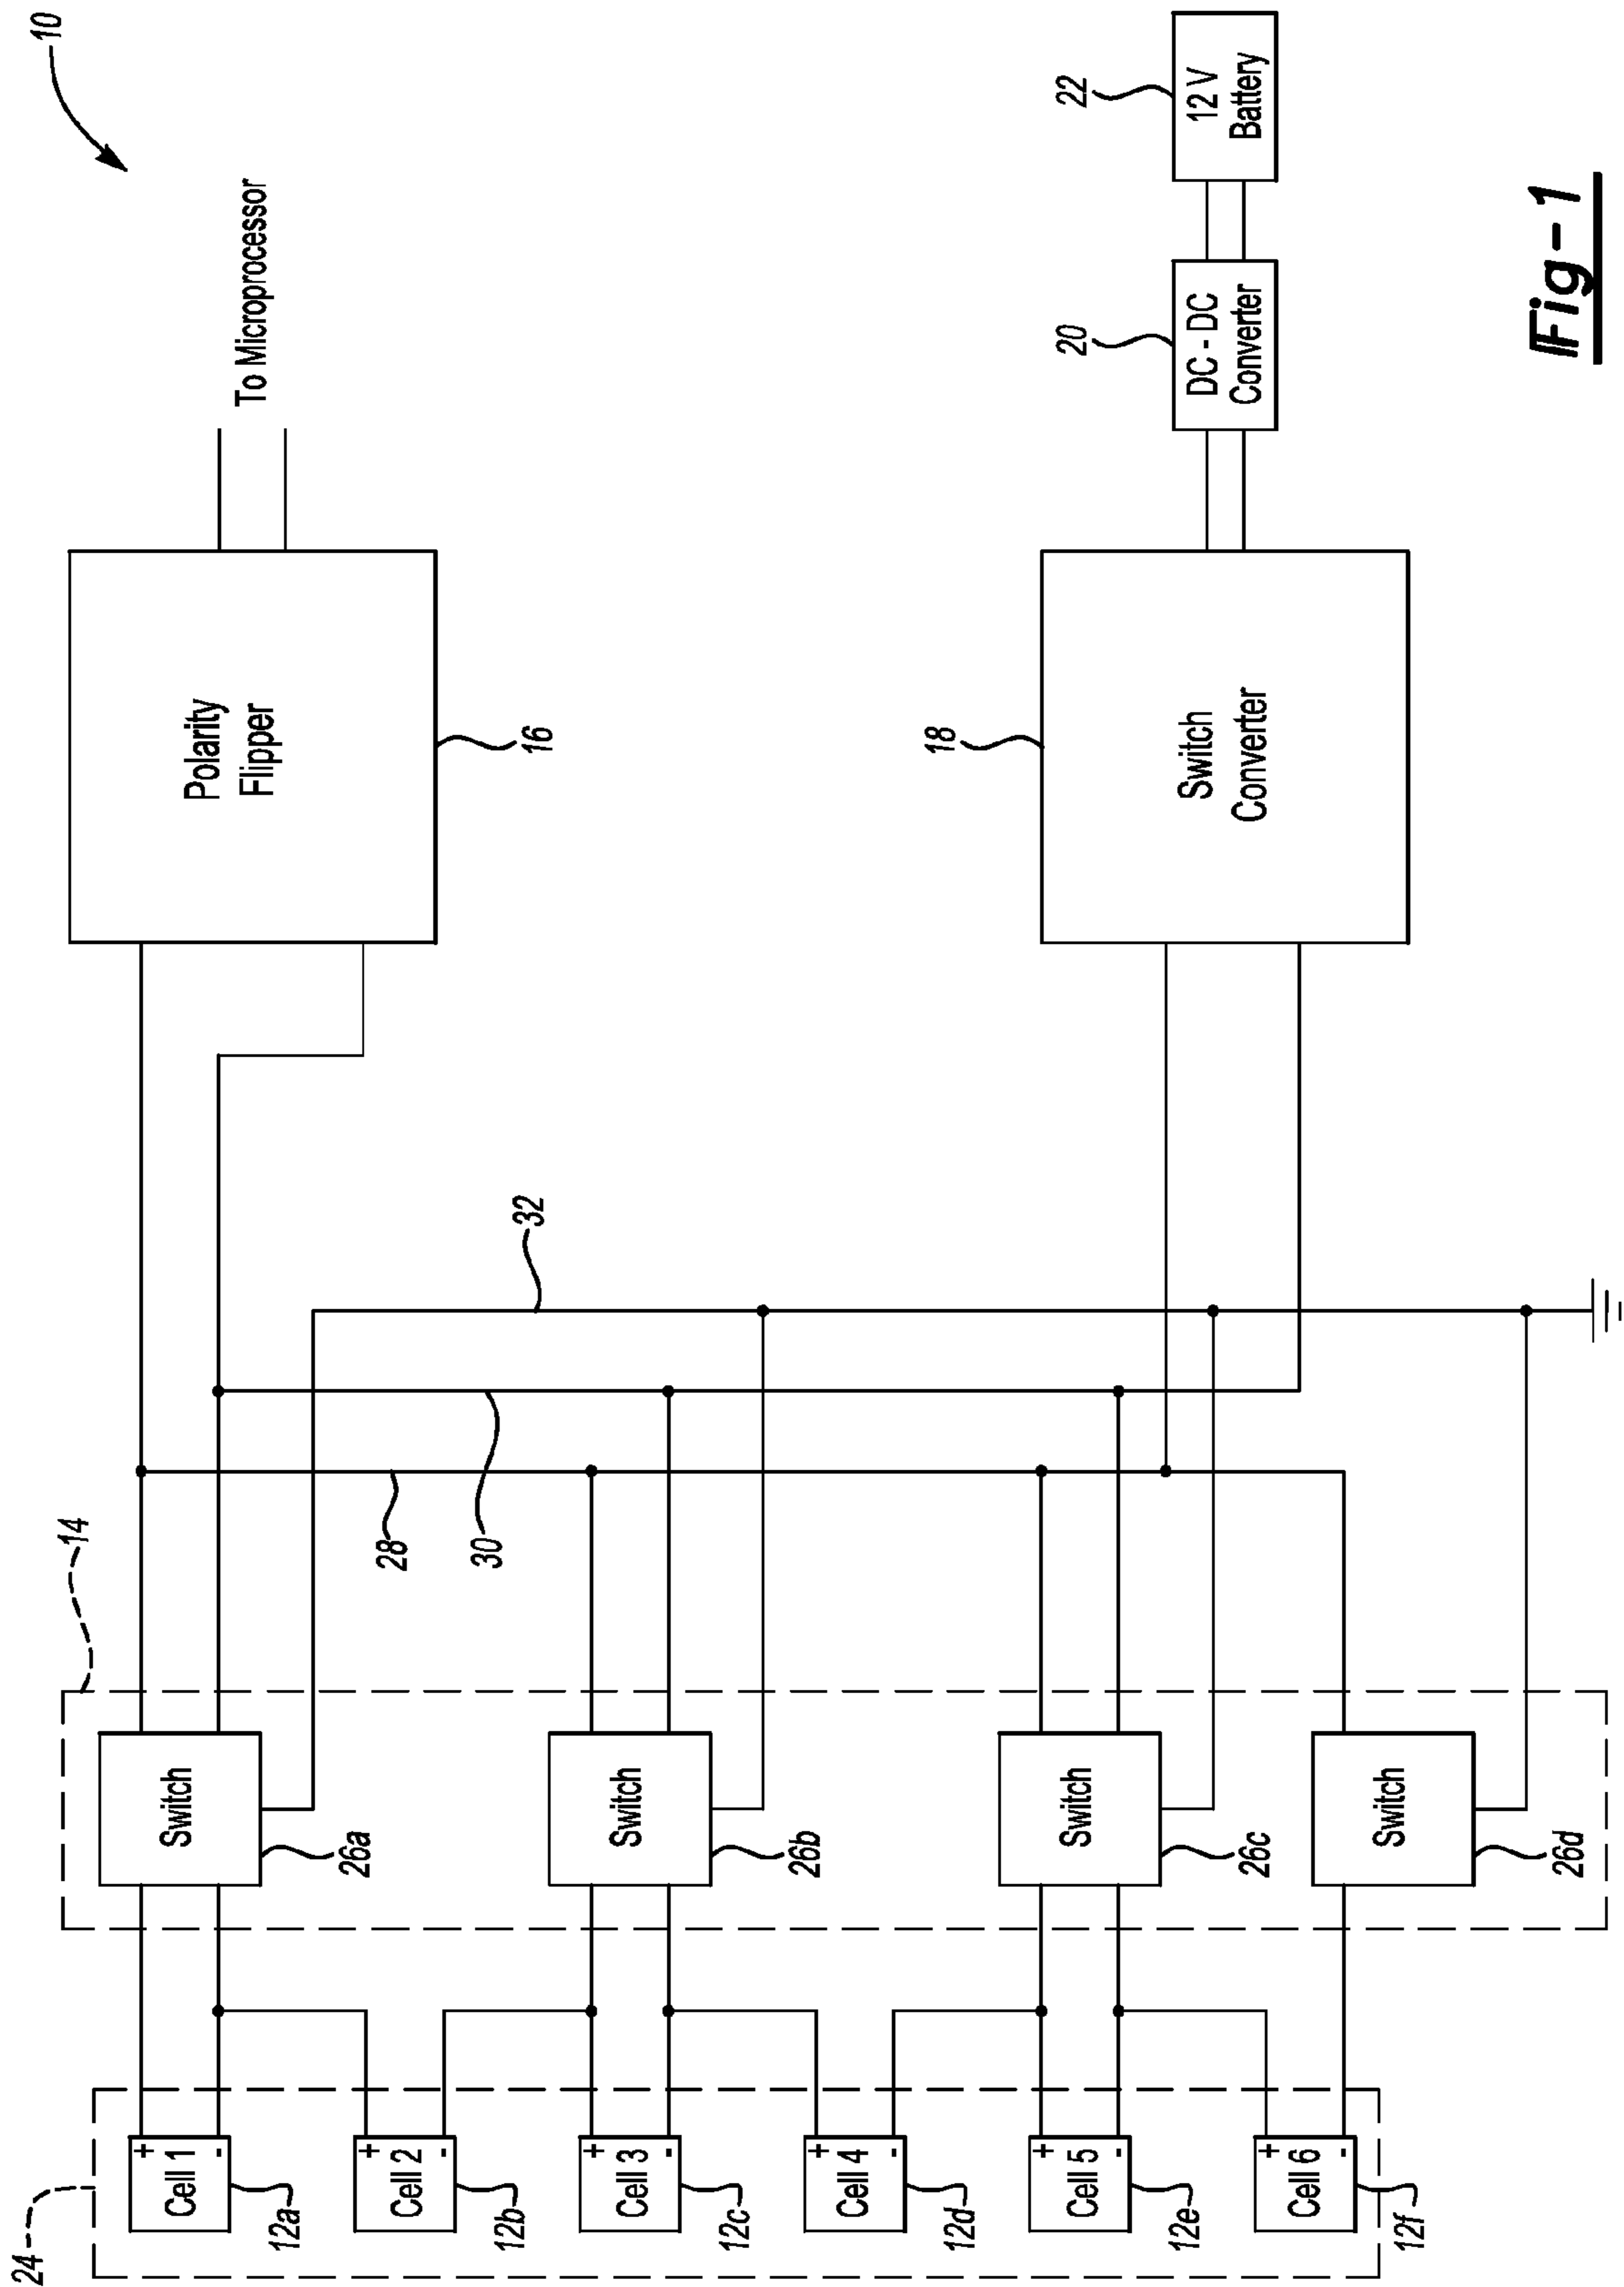 10
To Microprocessor
Polarity
Flipper
16
14
24
Cell 1
+
-
12a
Cell 2
+
-
12b
Cell 3
+
-
12c
Cell 4
+
-
12d
Cell 5
+
-
12e
Cell 6
+
-
12f
Switch
26a
Switch
26b
Switch
26c
Switch
26d
28
30
32
Switch
Converter
18
DC - DC
Converter
20
12 V
Battery
22
Fig-1